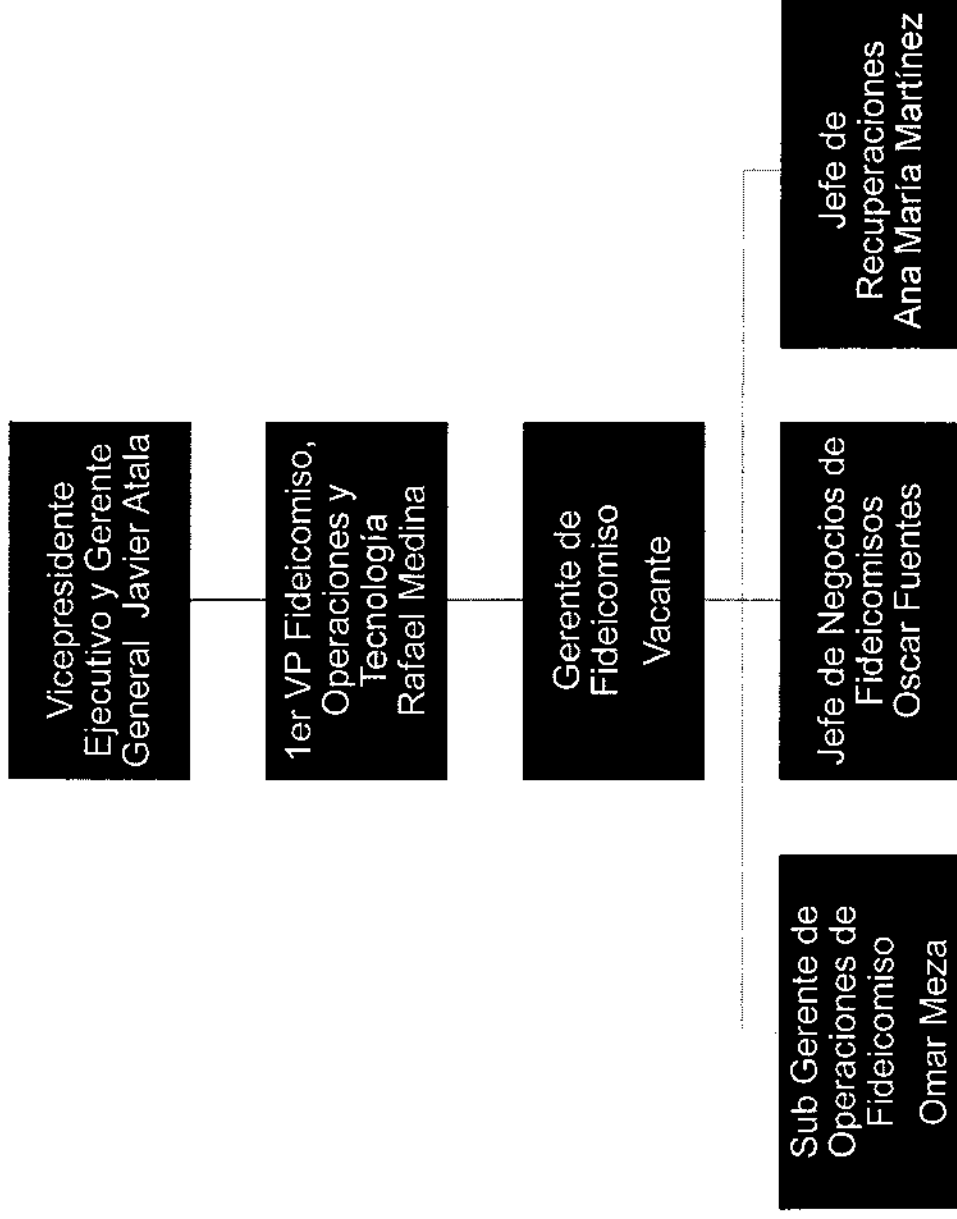 Vicepresidente
Ejecutivo y Gerente
General Javier Atala
1er VP Fideicomiso,
Operaciones y
Tecnología
Rafael Medina
Gerente de
Fideicomiso
Vacante
Sub Gerente de
Operaciones de
Fideicomiso
Omar Meza
Jefe de Negocios de
Fideicomisos
Oscar Fuentes
Jefe de
Recuperaciones
Ana María Martínez